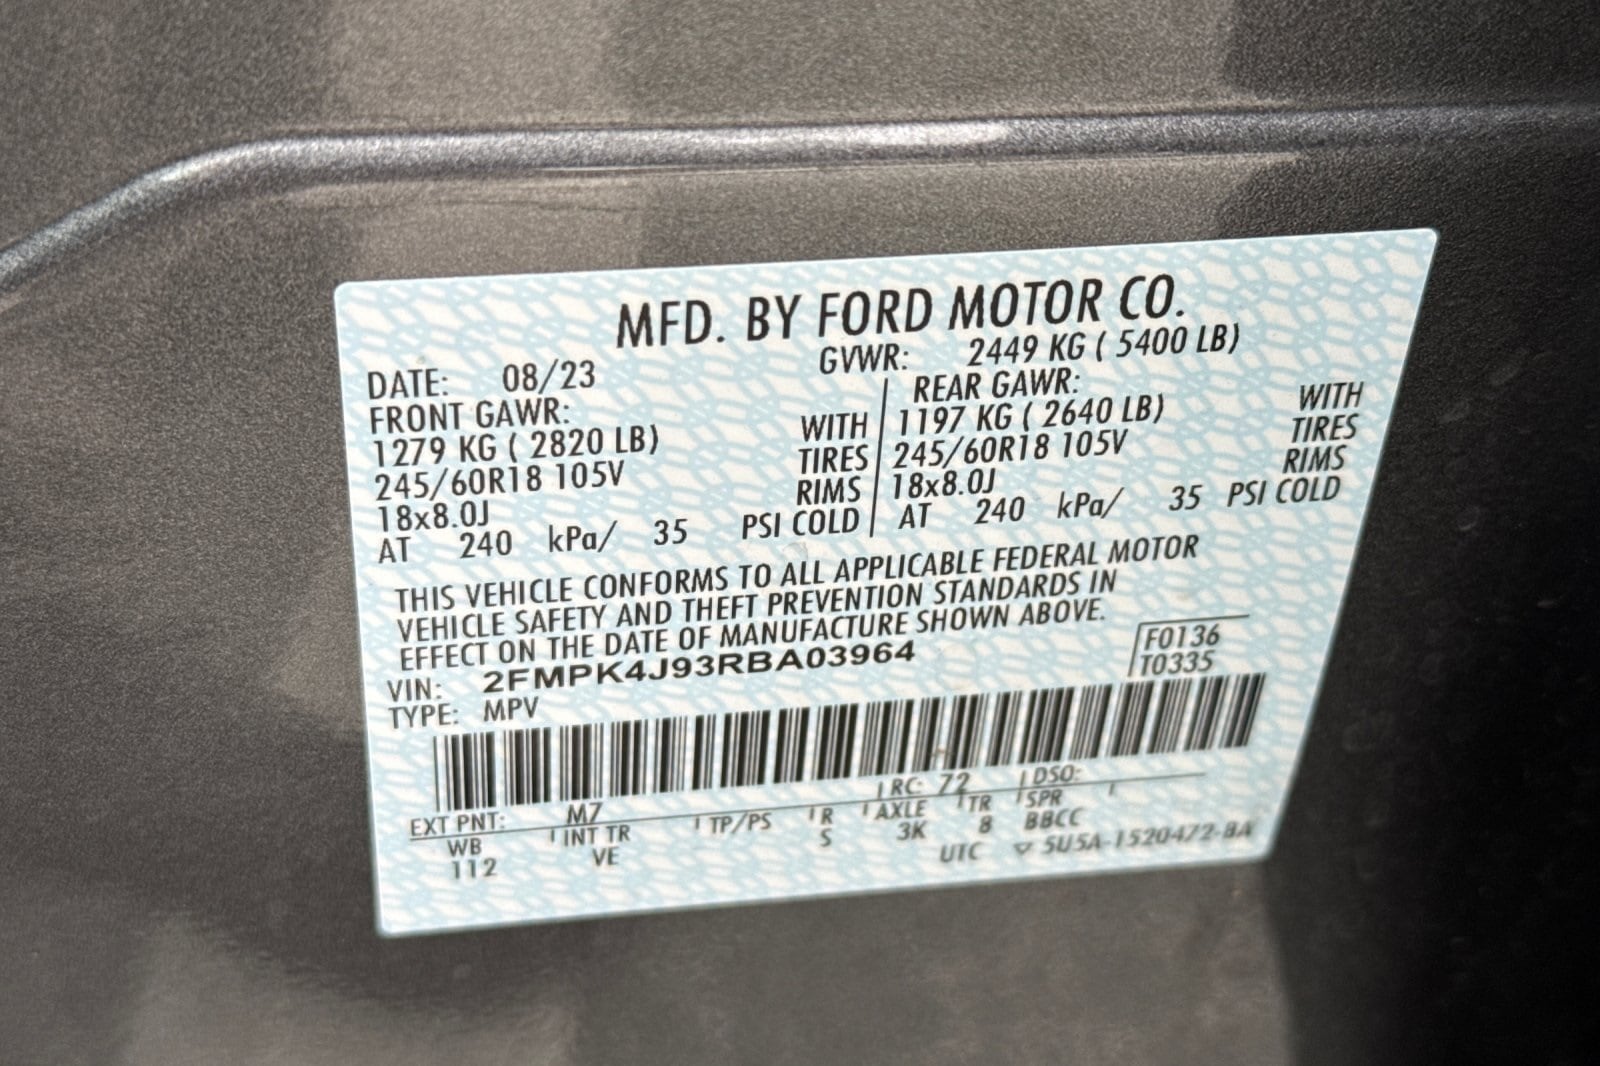 MFD. BY FORD MOTOR CO.
DATE: 08/23 GVWR: 2449 KG ( 5400 LB)
FRONT GAWR: REAR GAWR:
1279 KG ( 2820 LB) WITH 1197 KG ( 2640 LB) WITH
245/60R18 105V TIRES 245/60R18 105V TIRES
18x8.0J RIMS 18x8.0J RIMS
AT 240 kPa/ 35 PSI COLD AT 240 kPa/ 35 PSI COLD
THIS VEHICLE CONFORMS TO ALL APPLICABLE FEDERAL MOTOR
VEHICLE SAFETY AND THEFT PREVENTION STANDARDS IN
EFFECT ON THE DATE OF MANUFACTURE SHOWN ABOVE.
VIN: 2FMPK4J93RBA03964 F0136
TYPE: MPV T0335
EXT PNT: M7 RC: 72 DSO:
WB INT TR TP/PS R AXLE TR SPR
112 VE S 3K 8 BBCC
UTC ▽ 5U5A-1520472-BA